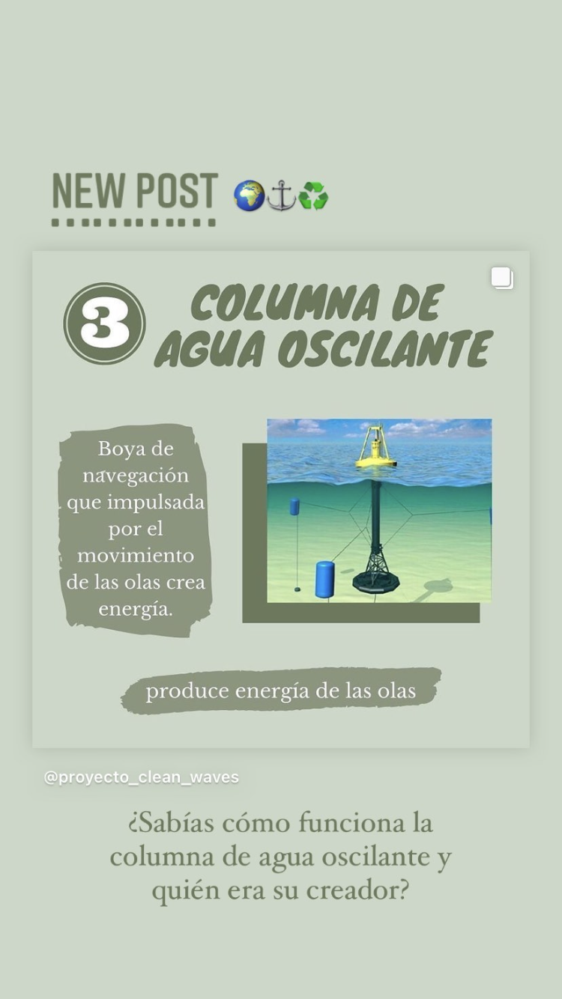 NEW POST 🌍⚓♻️
3
COLUMNA DE
AGUA OSCILANTE
Boya de
navegación
que impulsada
por el
movimiento
de las olas crea
energía.
produce energía de las olas
@proyecto_clean_waves
¿Sabías cómo funciona la
columna de agua oscilante y
quién era su creador?